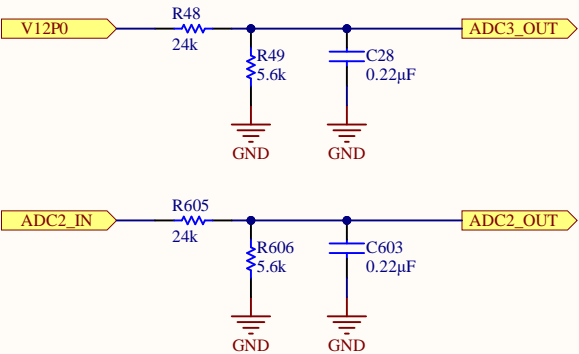 R48
V12P0
ADC3_OUT
24k
R49
C28
5.6k
0.22µF
GND
GND
R605
ADC2_IN
ADC2_OUT
24k
R606
C603
5.6k
0.22µF
GND
GND